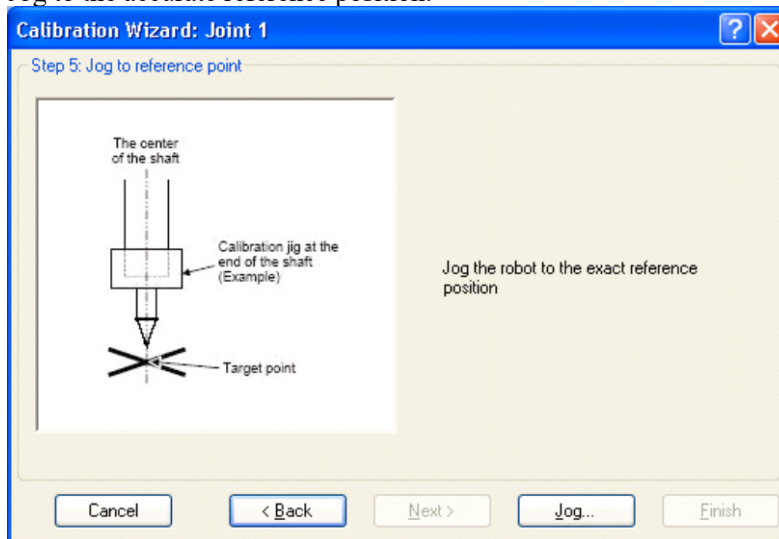 Calibration Wizard: Joint 1
Step 5: Jog to reference point
The center
of the shaft
Calibration jig at the
end of the shaft
(Example)
Target point
Jog the robot to the exact reference
position
Cancel
< Back
Next >
Jog...
Finish